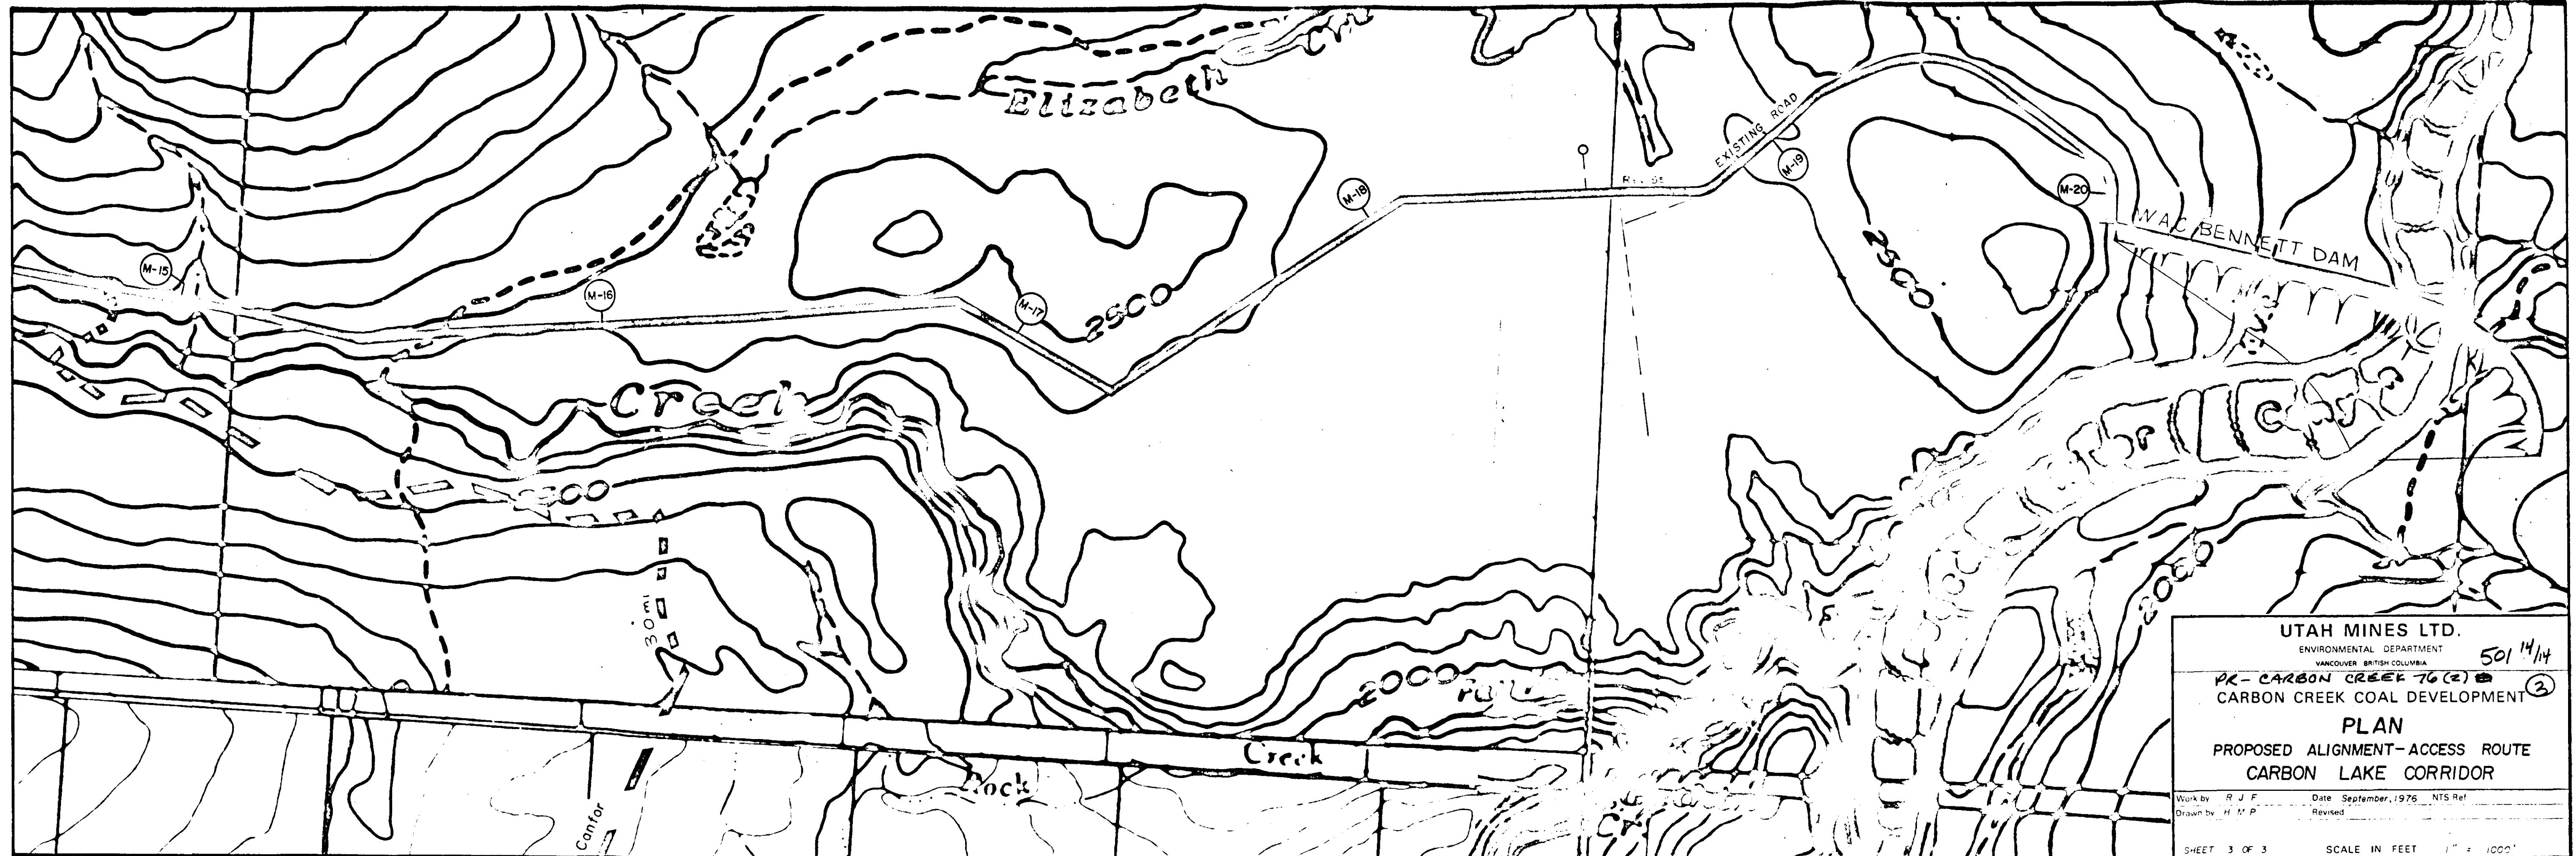 Elizabeth
Crk
EXISTING ROAD
M-15
M-16
M-17
M-18
M-19
M-20
2500
2500
W.A.C. BENNETT DAM
Creek
2500
30 mi
2000
2000
Creek
Rock
Canfor
UTAH MINES LTD.
ENVIRONMENTAL DEPARTMENT
VANCOUVER BRITISH COLUMBIA
501 14/14
PR- CARBON CREEK 76(2)
3
CARBON CREEK COAL DEVELOPMENT
PLAN
PROPOSED ALIGNMENT-ACCESS ROUTE
CARBON LAKE CORRIDOR
Work by R J F Date September, 1976 NTS Ref
Drawn by H M P Revised
SHEET 3 OF 3 SCALE IN FEET 1" = 1000'